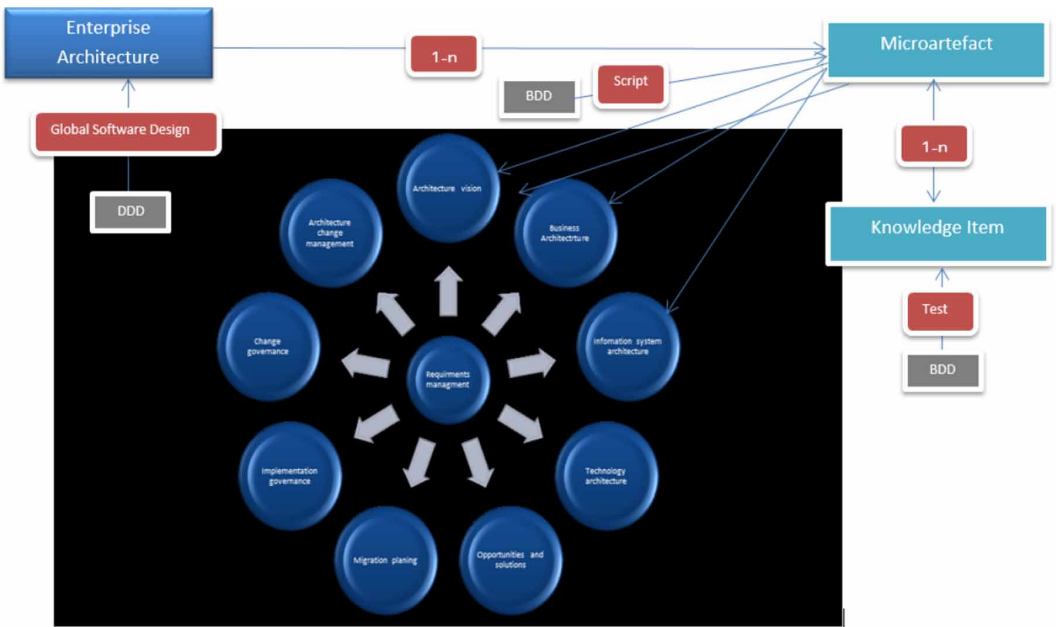 Enterprise
Architecture
1-n
Microartefact
Script
BDD
Global Software Design
1-n
DDD
Architecture vision
Architecture
change
management
Business
Architectrture
Knowledge Item
Test
Change
governance
Infomation system
architecture
Requirments
managment
BDD
Implementation
governance
Technology
architecture
Migration planing
Opportunities and
solutions